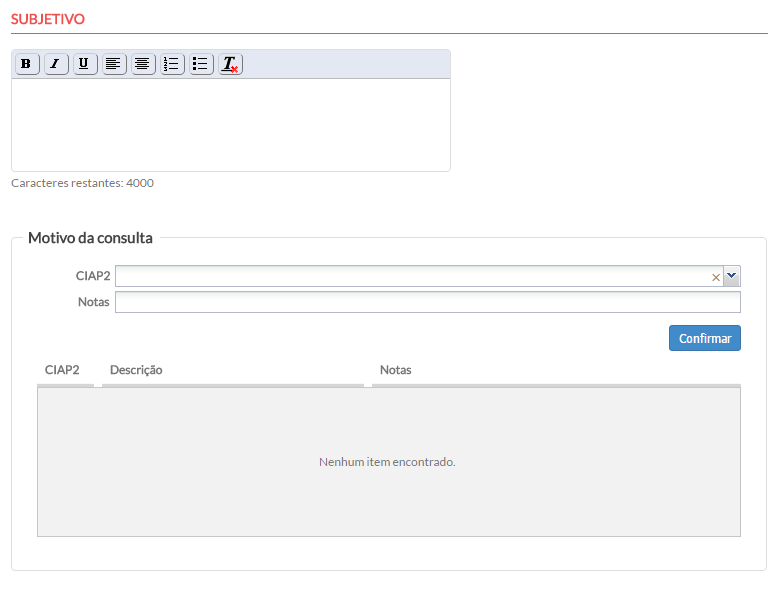 SUBJETIVO
B I U T
Caracteres restantes: 4000
Motivo da consulta
CIAP2
Notas
Confirmar
CIAP2 Descrição Notas
Nenhum item encontrado.